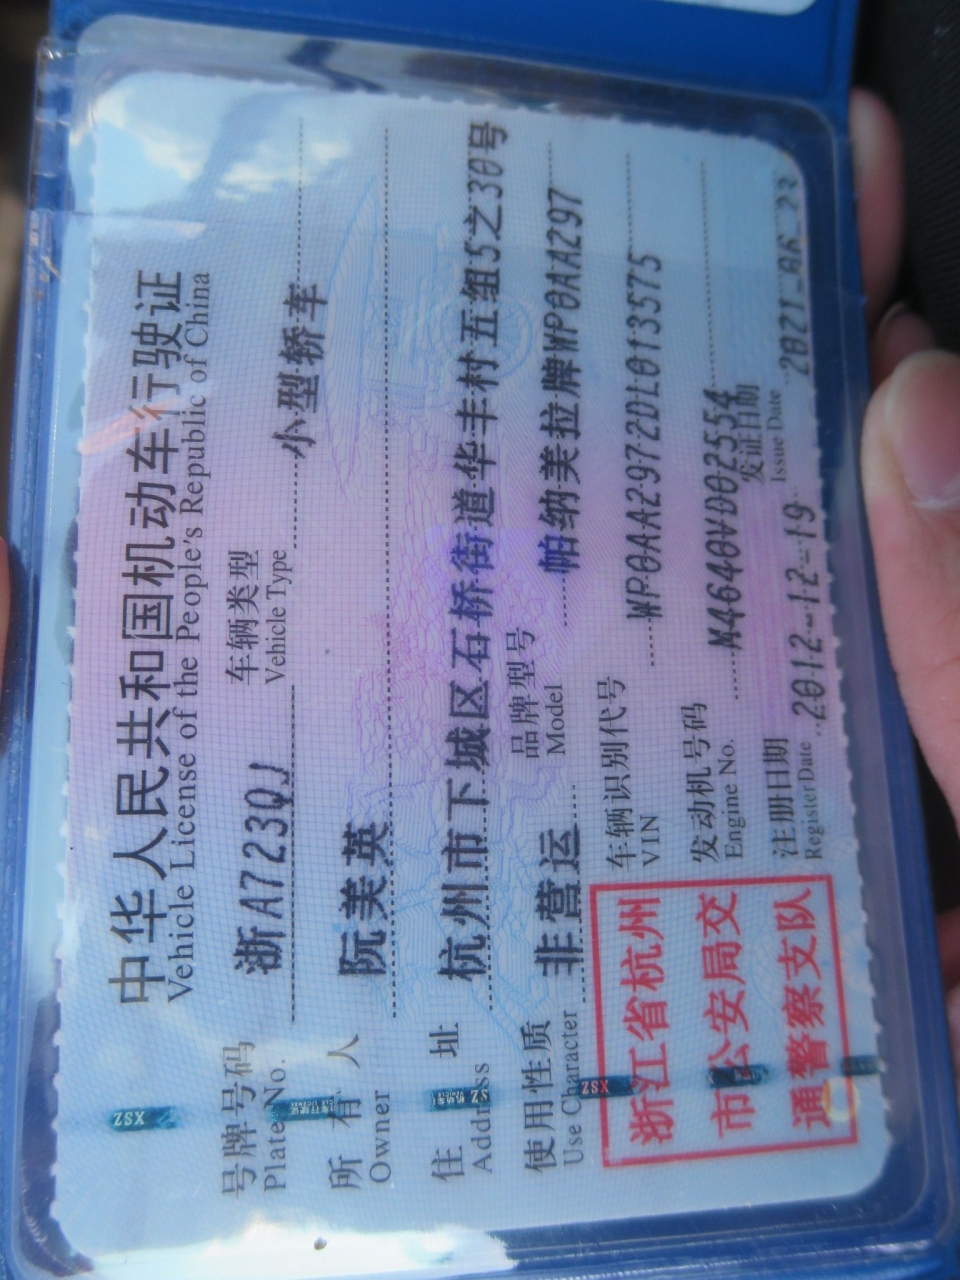 中华人民共和国机动车行驶证
Vehicle License of the People's Republic of China
号牌号码 浙A723QJ 车辆类型 小型轿车
Plate No. Vehicle Type
所有人 阮美英
Owner
住址 杭州市下城区石桥街道华丰村五组5之30号
Address
使用性质 非营运 品牌型号 帕纳美拉牌WP0AA297
Use Character Model
浙江省杭州市公安局交通警察支队
车辆识别代号 WP0AA2972DL013575
VIN
发动机号码 M4640VD02554
Engine No.
注册日期 2012-12-19 发证日期
Register Date Issue Date
XSZ
XSZ